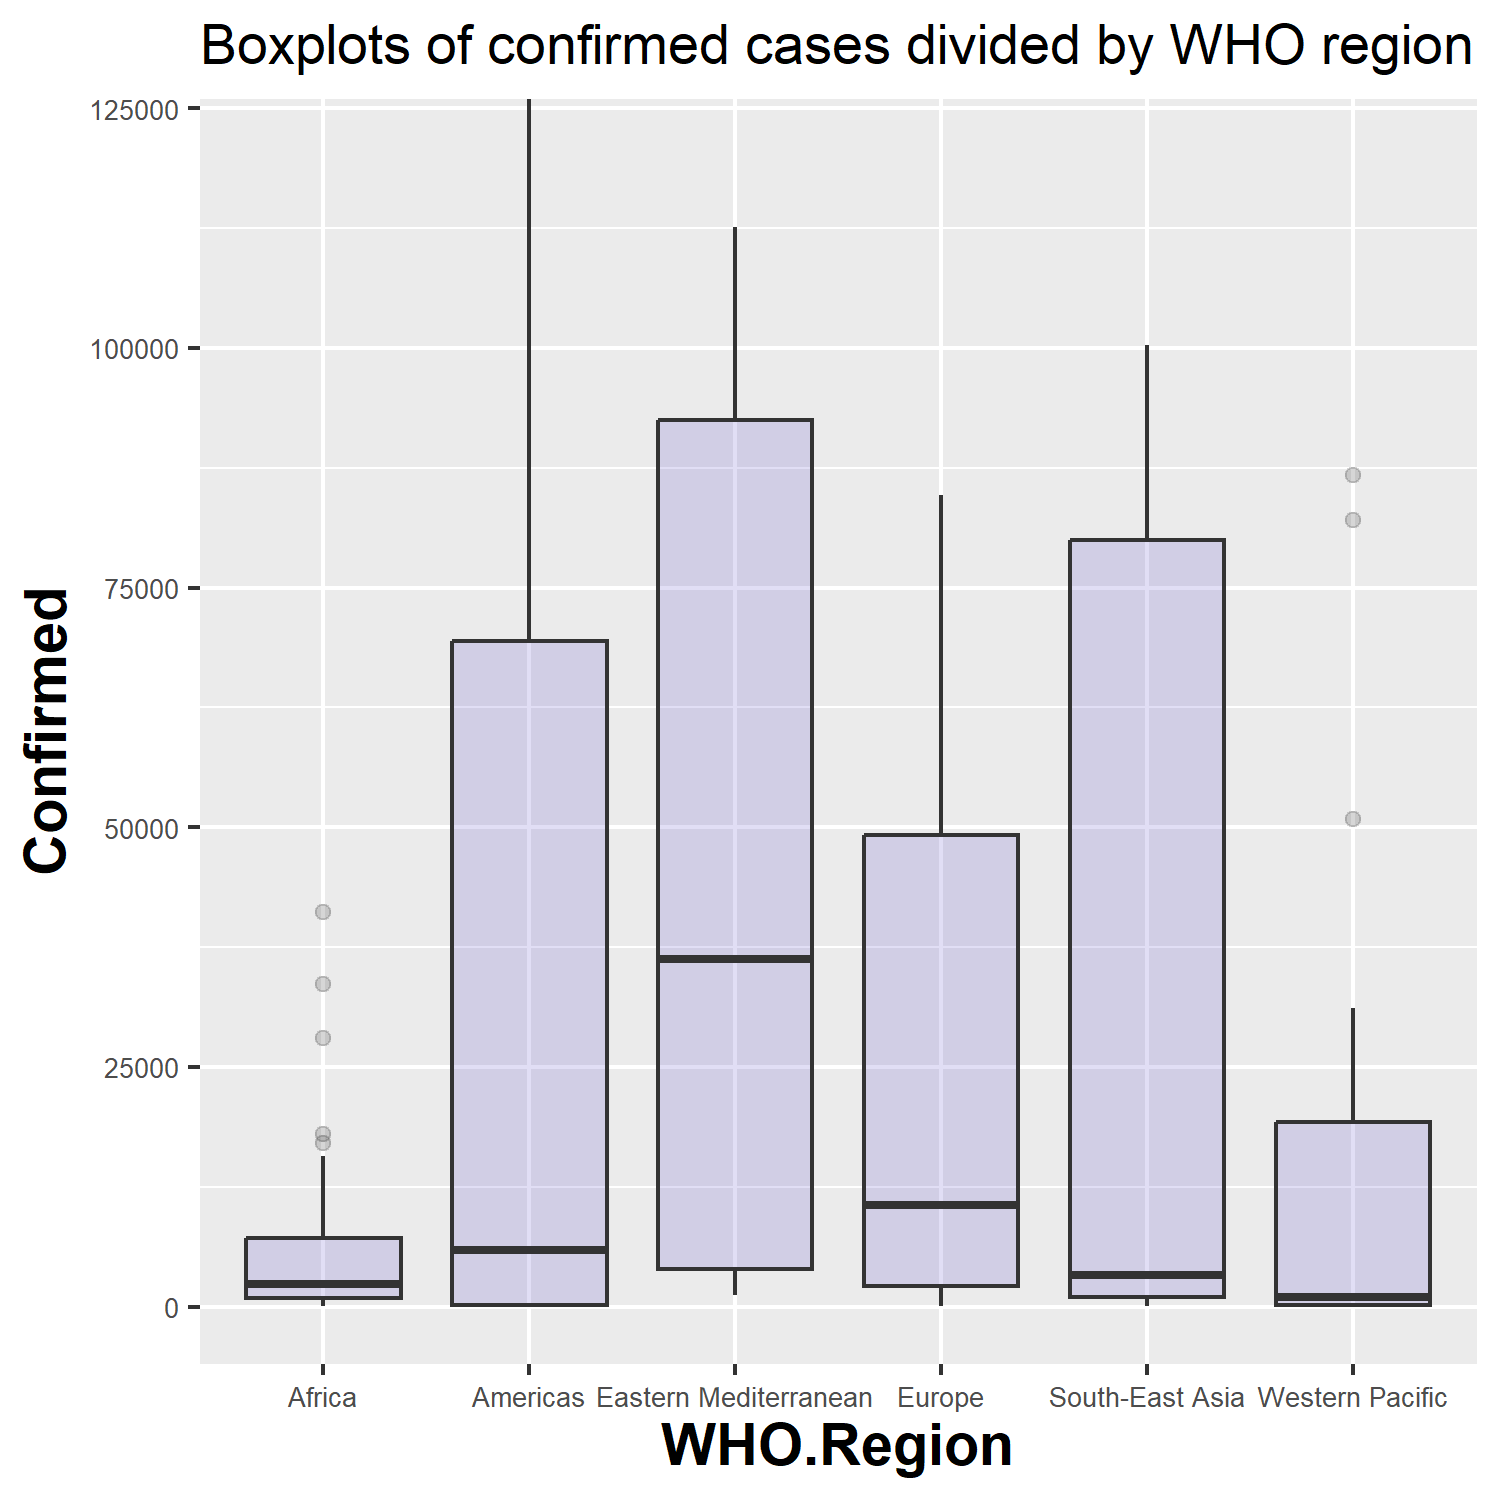 Boxplots of confirmed cases divided by WHO region
125000
100000
75000
50000
25000
0
Confirmed
Africa Americas Eastern Mediterranean Europe South-East Asia Western Pacific
WHO.Region